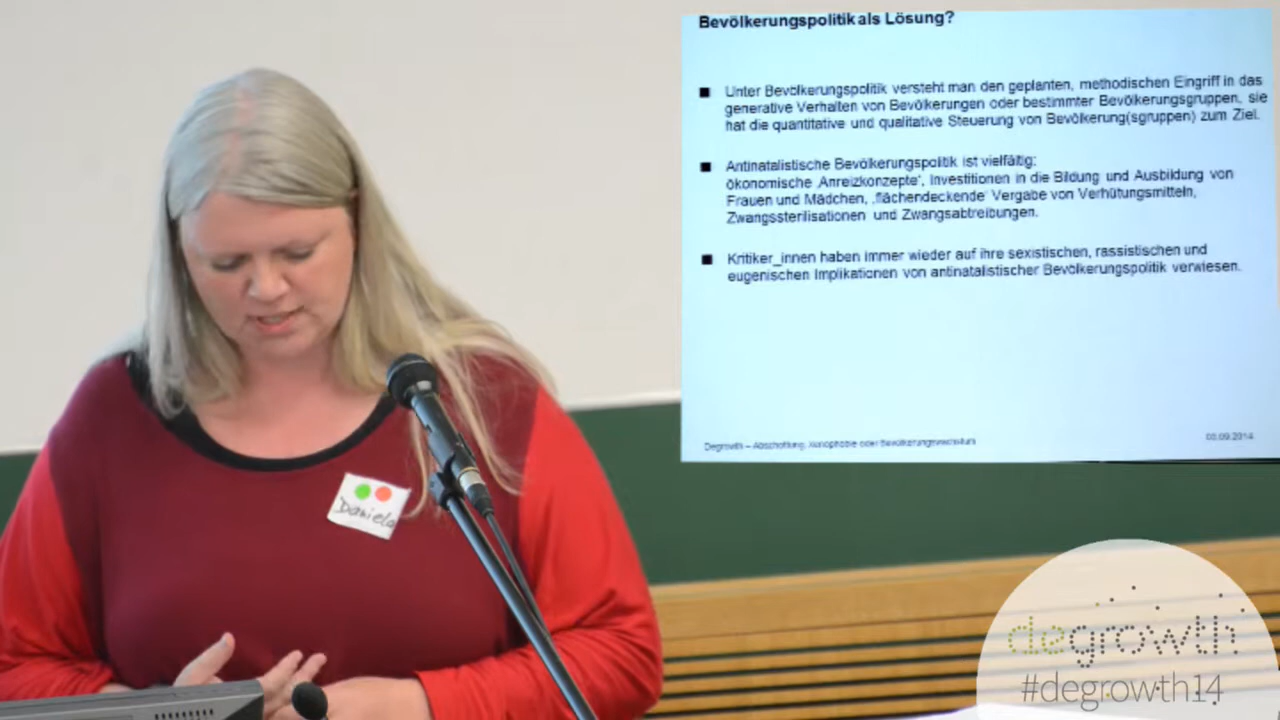 Bevölkerungspolitik als Lösung?
Unter Bevölkerungspolitik versteht man den geplanten, methodischen Eingriff in das
generative Verhalten von Bevölkerungen oder bestimmter Bevölkerungsgruppen, sie
hat die quantitative und qualitative Steuerung von Bevölkerung(sgruppen) zum Ziel.
Antinatalistische Bevölkerungspolitik ist vielfältig:
ökonomische ‚Anreizkonzepte', Investitionen in die Bildung und Ausbildung von
Frauen und Mädchen, ‚flächendeckende' Vergabe von Verhütungsmitteln,
Zwangssterilisationen und Zwangsabtreibungen.
Kritiker_innen haben immer wieder auf ihre sexistischen, rassistischen und
eugenischen Implikationen von antinatalistischer Bevölkerungspolitik verwiesen.
Degrowth – Abschottung, Xenophobie oder Bevölkerungswachstum
05.09.2014
Daniela
degrowth
#degrowth14